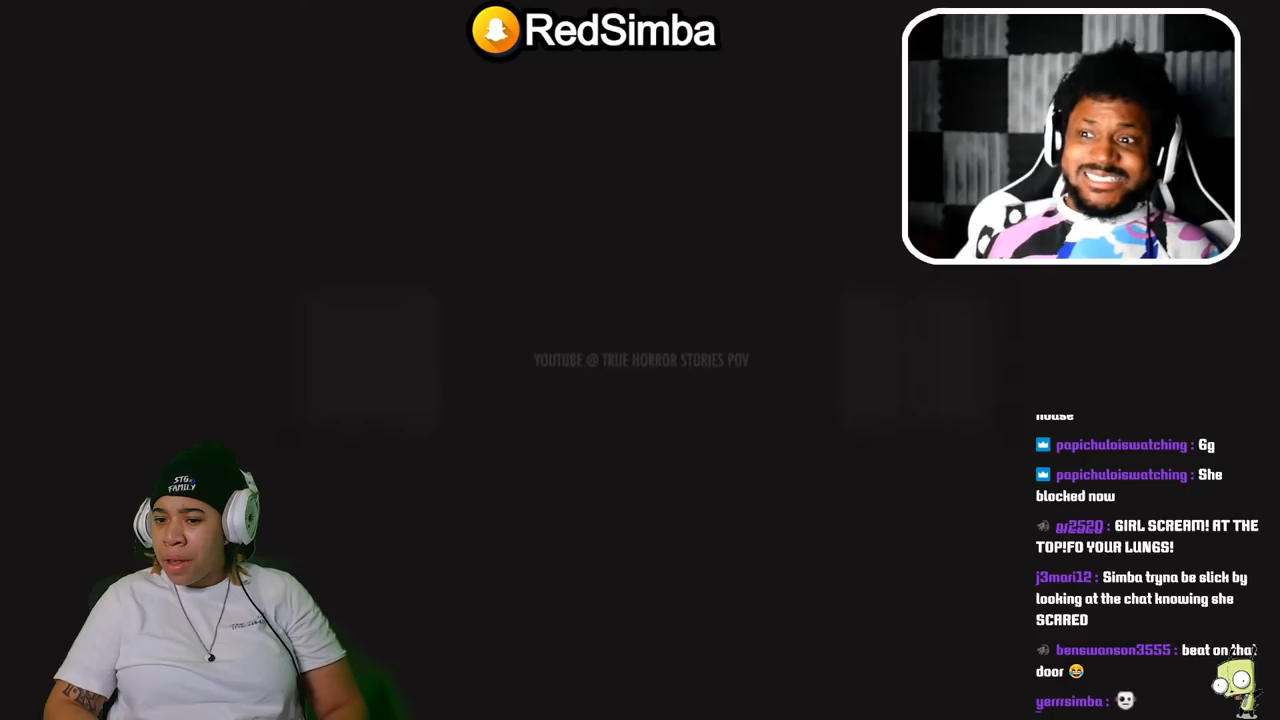 RedSimba
YOUTUBE @ TRUE HORROR STORIES POV
house
papichuloiswatching : 6g
papichuloiswatching : She
blocked now
gr2520 : GIRL SCREAM! AT THE
TOP!FO YOUR LUNGS!
j3mari12 : Simba tryna be slick by
looking at the chat knowing she
SCARED
benswanson3555 : beat on that
door 😂
yerrrsimba :
STG
FAMILY